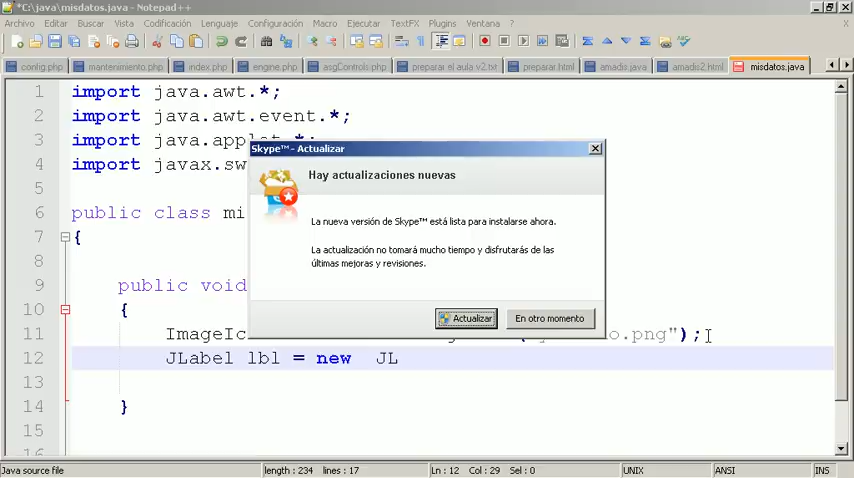 *C:\java\misdatos.java - Notepad++
Archivo Editar Buscar Vista Codificación Lenguaje Configuración Macro Ejecutar TextFX Plugins Ventana ? X
config.php mantenimiento.php index.php engine.php asgControls.php preparar el aula v2.txt preparar.html amadis.java amadis2.html misdatos.java
1 import java.awt.*;
2 import java.awt.event.*;
3 import java.applet.*;
4 import javax.sw
5
6 public class mi
7 {
8
9 public void
10 {
11 ImageIc o.png");
12 JLabel lbl = new JL
13
14 }
15
16
Skype™ - Actualizar
Hay actualizaciones nuevas
La nueva versión de Skype™ está lista para instalarse ahora.
La actualización no tomará mucho tiempo y disfrutarás de las
últimas mejoras y revisiones.
Actualizar En otro momento
Java source file length : 234 lines : 17 Ln : 12 Col : 29 Sel : 0 UNIX ANSI INS